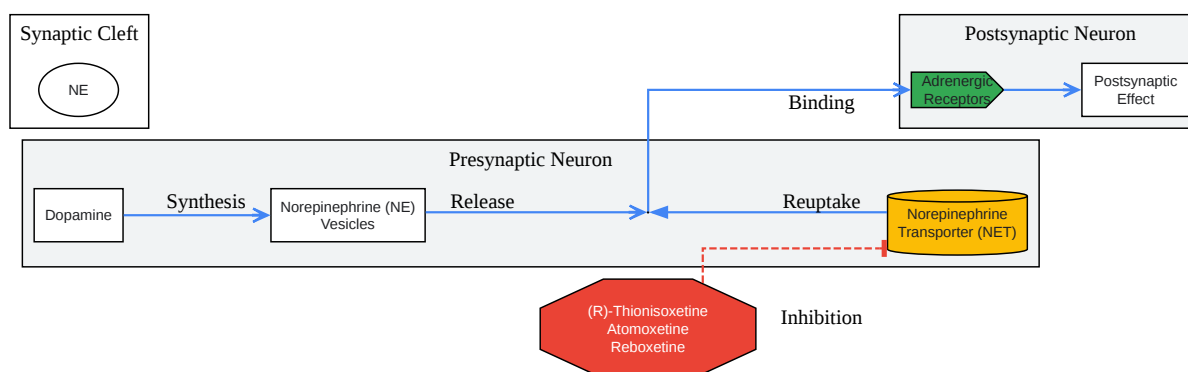 Synaptic Cleft
NE
Postsynaptic Neuron
Adrenergic
Receptors
Postsynaptic
Effect
Binding
Presynaptic Neuron
Dopamine
Synthesis
Norepinephrine (NE)
Vesicles
Release
Reuptake
Norepinephrine
Transporter (NET)
(R)-Thionisoxetine
Atomoxetine
Reboxetine
Inhibition